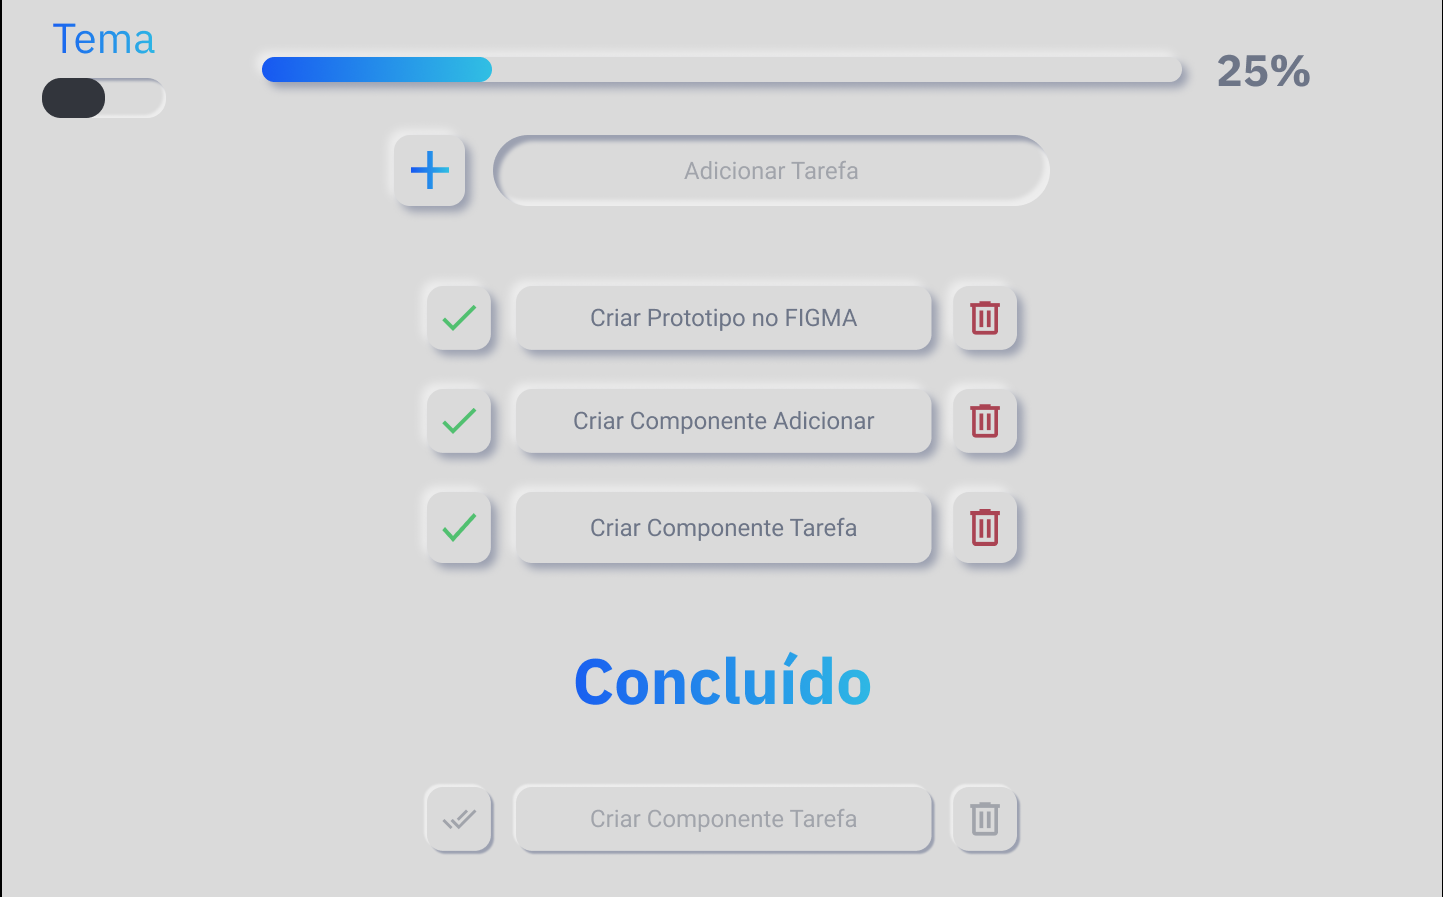 Tema
25%
Adicionar Tarefa
Criar Prototipo no FIGMA
Criar Componente Adicionar
Criar Componente Tarefa
Concluído
Criar Componente Tarefa